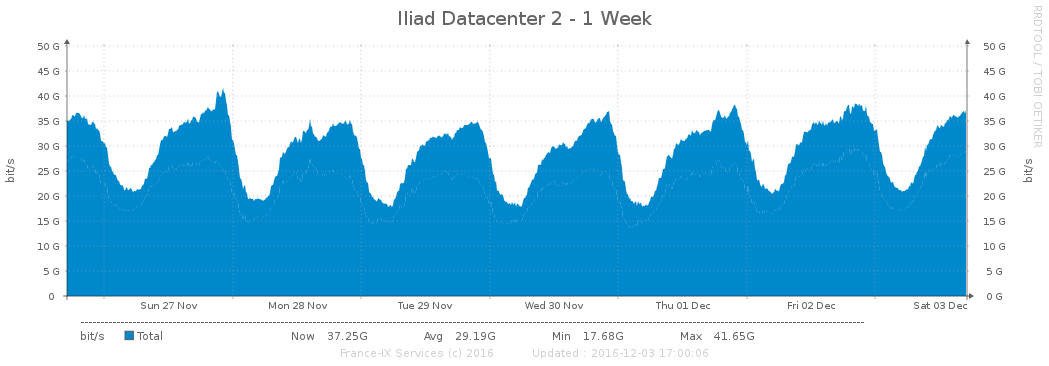 Iliad Datacenter 2 - 1 Week
RRDTOOL / TOBI OETIKER
50 G 50 G
45 G 45 G
40 G 40 G
35 G 35 G
30 G 30 G
25 G 25 G
20 G 20 G
15 G 15 G
10 G 10 G
5 G 5 G
0 0 G
bit/s bit/s
Sun 27 Nov Mon 28 Nov Tue 29 Nov Wed 30 Nov Thu 01 Dec Fri 02 Dec Sat 03 Dec
bit/s Total Now 37.25G Avg 29.19G Min 17.68G Max 41.65G
France-IX Services (c) 2016 Updated : 2016-12-03 17:00:06